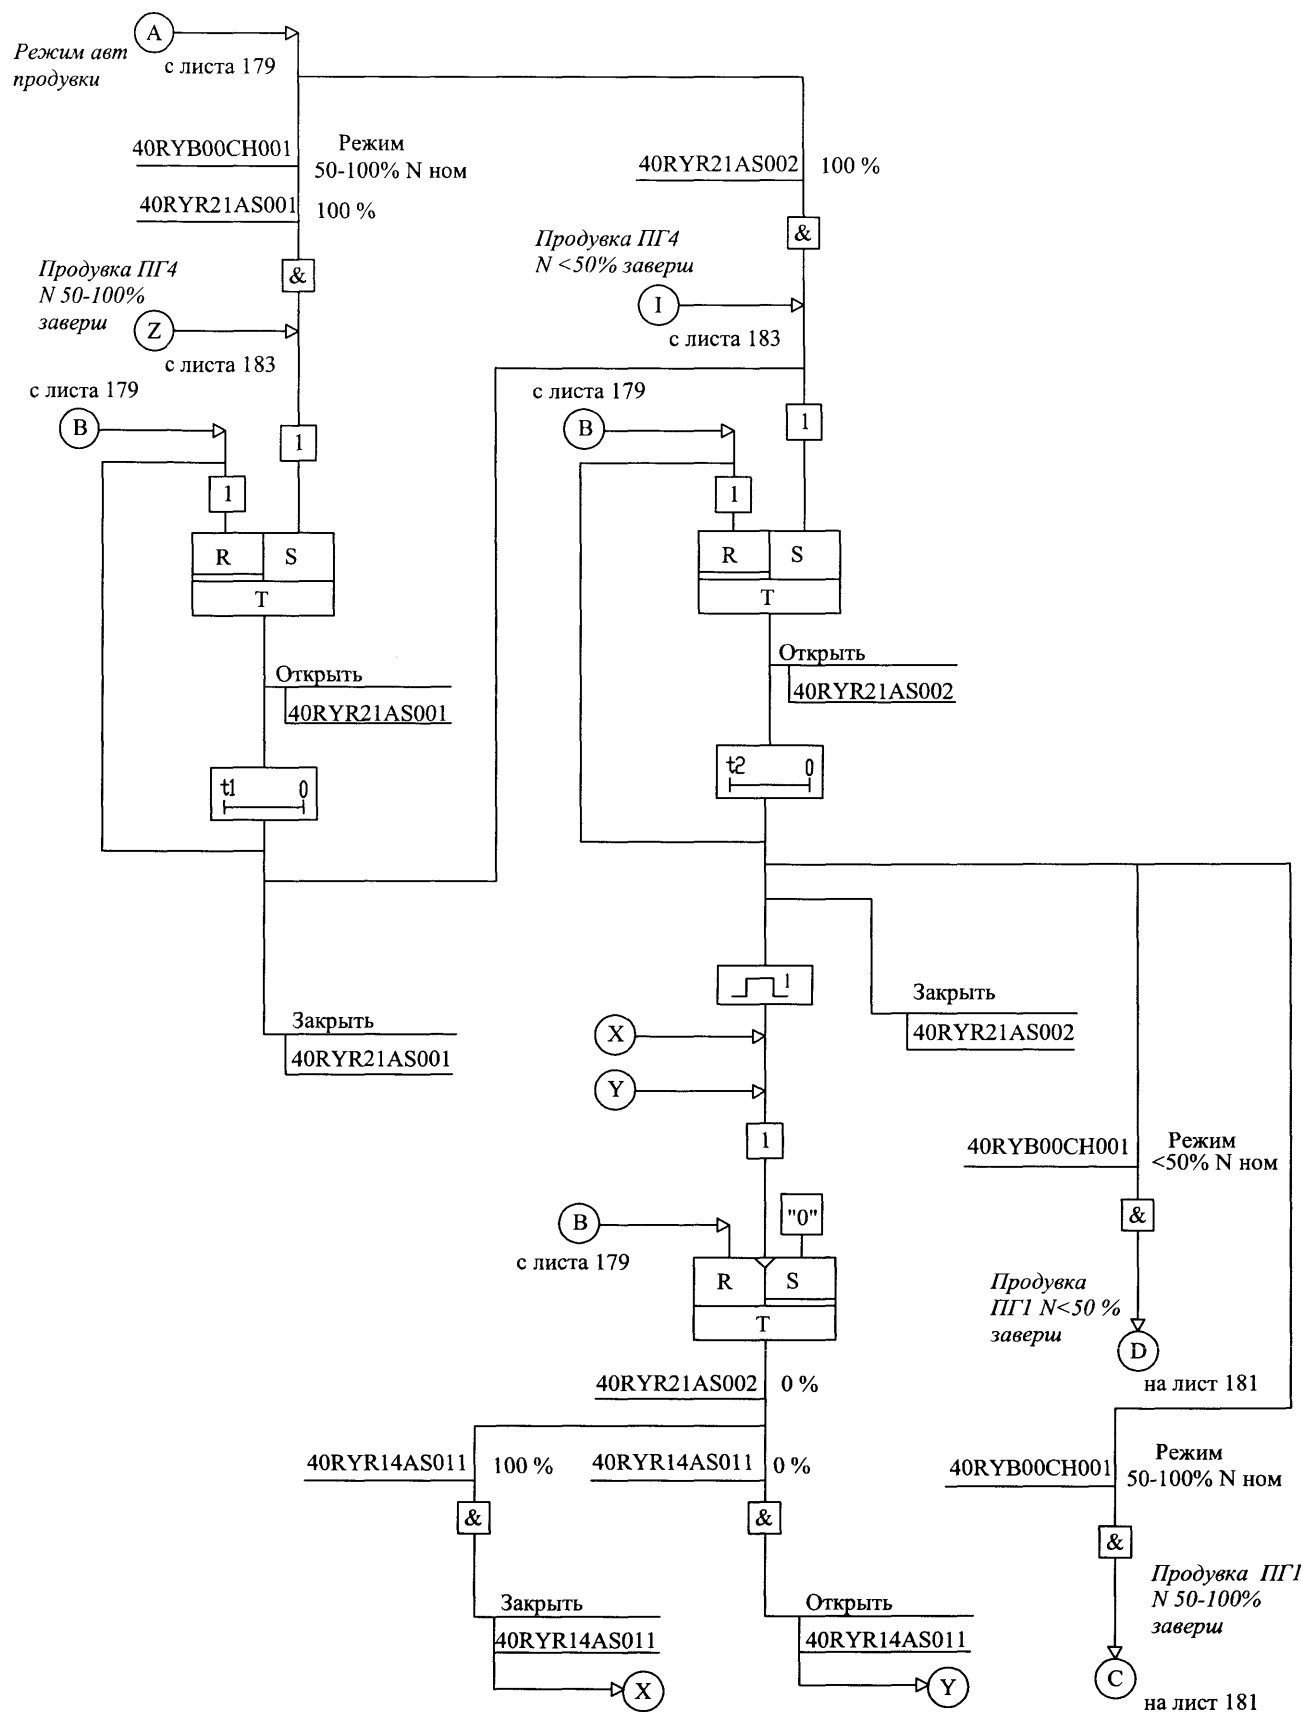 A
Режим авт
продувки
с листа 179
40RYB00CH001
Режим
50-100% N ном
40RYR21AS001
100 %
&
40RYR21AS002
100 %
&
Продувка ПГ4
N 50-100%
заверш
Z
с листа 183
Продувка ПГ4
N <50% заверш
I
с листа 183
с листа 179
B
1
1
R
S
T
с листа 179
B
1
1
R
S
T
Открыть
40RYR21AS001
t1
0
Открыть
40RYR21AS002
t2
0
Закрыть
40RYR21AS001
1
Закрыть
40RYR21AS002
X
Y
1
B
с листа 179
"0"
R
S
T
40RYB00CH001
Режим
<50% N ном
&
Продувка
ПГ1 N<50 %
заверш
D
на лист 181
40RYR21AS002
0 %
40RYR14AS011
100 %
40RYR14AS011
0 %
&
&
40RYB00CH001
Режим
50-100% N ном
&
Продувка ПГ1
N 50-100%
заверш
C
на лист 181
Закрыть
40RYR14AS011
X
Открыть
40RYR14AS011
Y